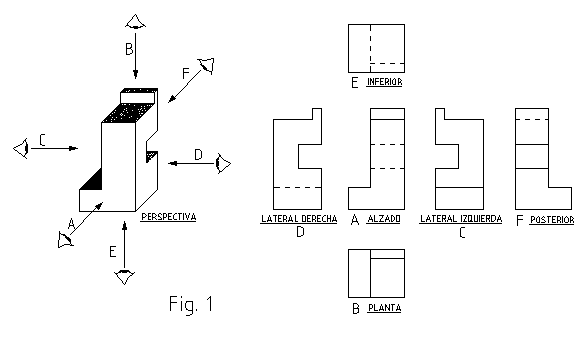 B
F
C
D
A
PERSPECTIVA
E
Fig. 1
E INFERIOR
LATERAL DERECHA
D
A ALZADO
LATERAL IZQUIERDA
C
F POSTERIOR
B PLANTA